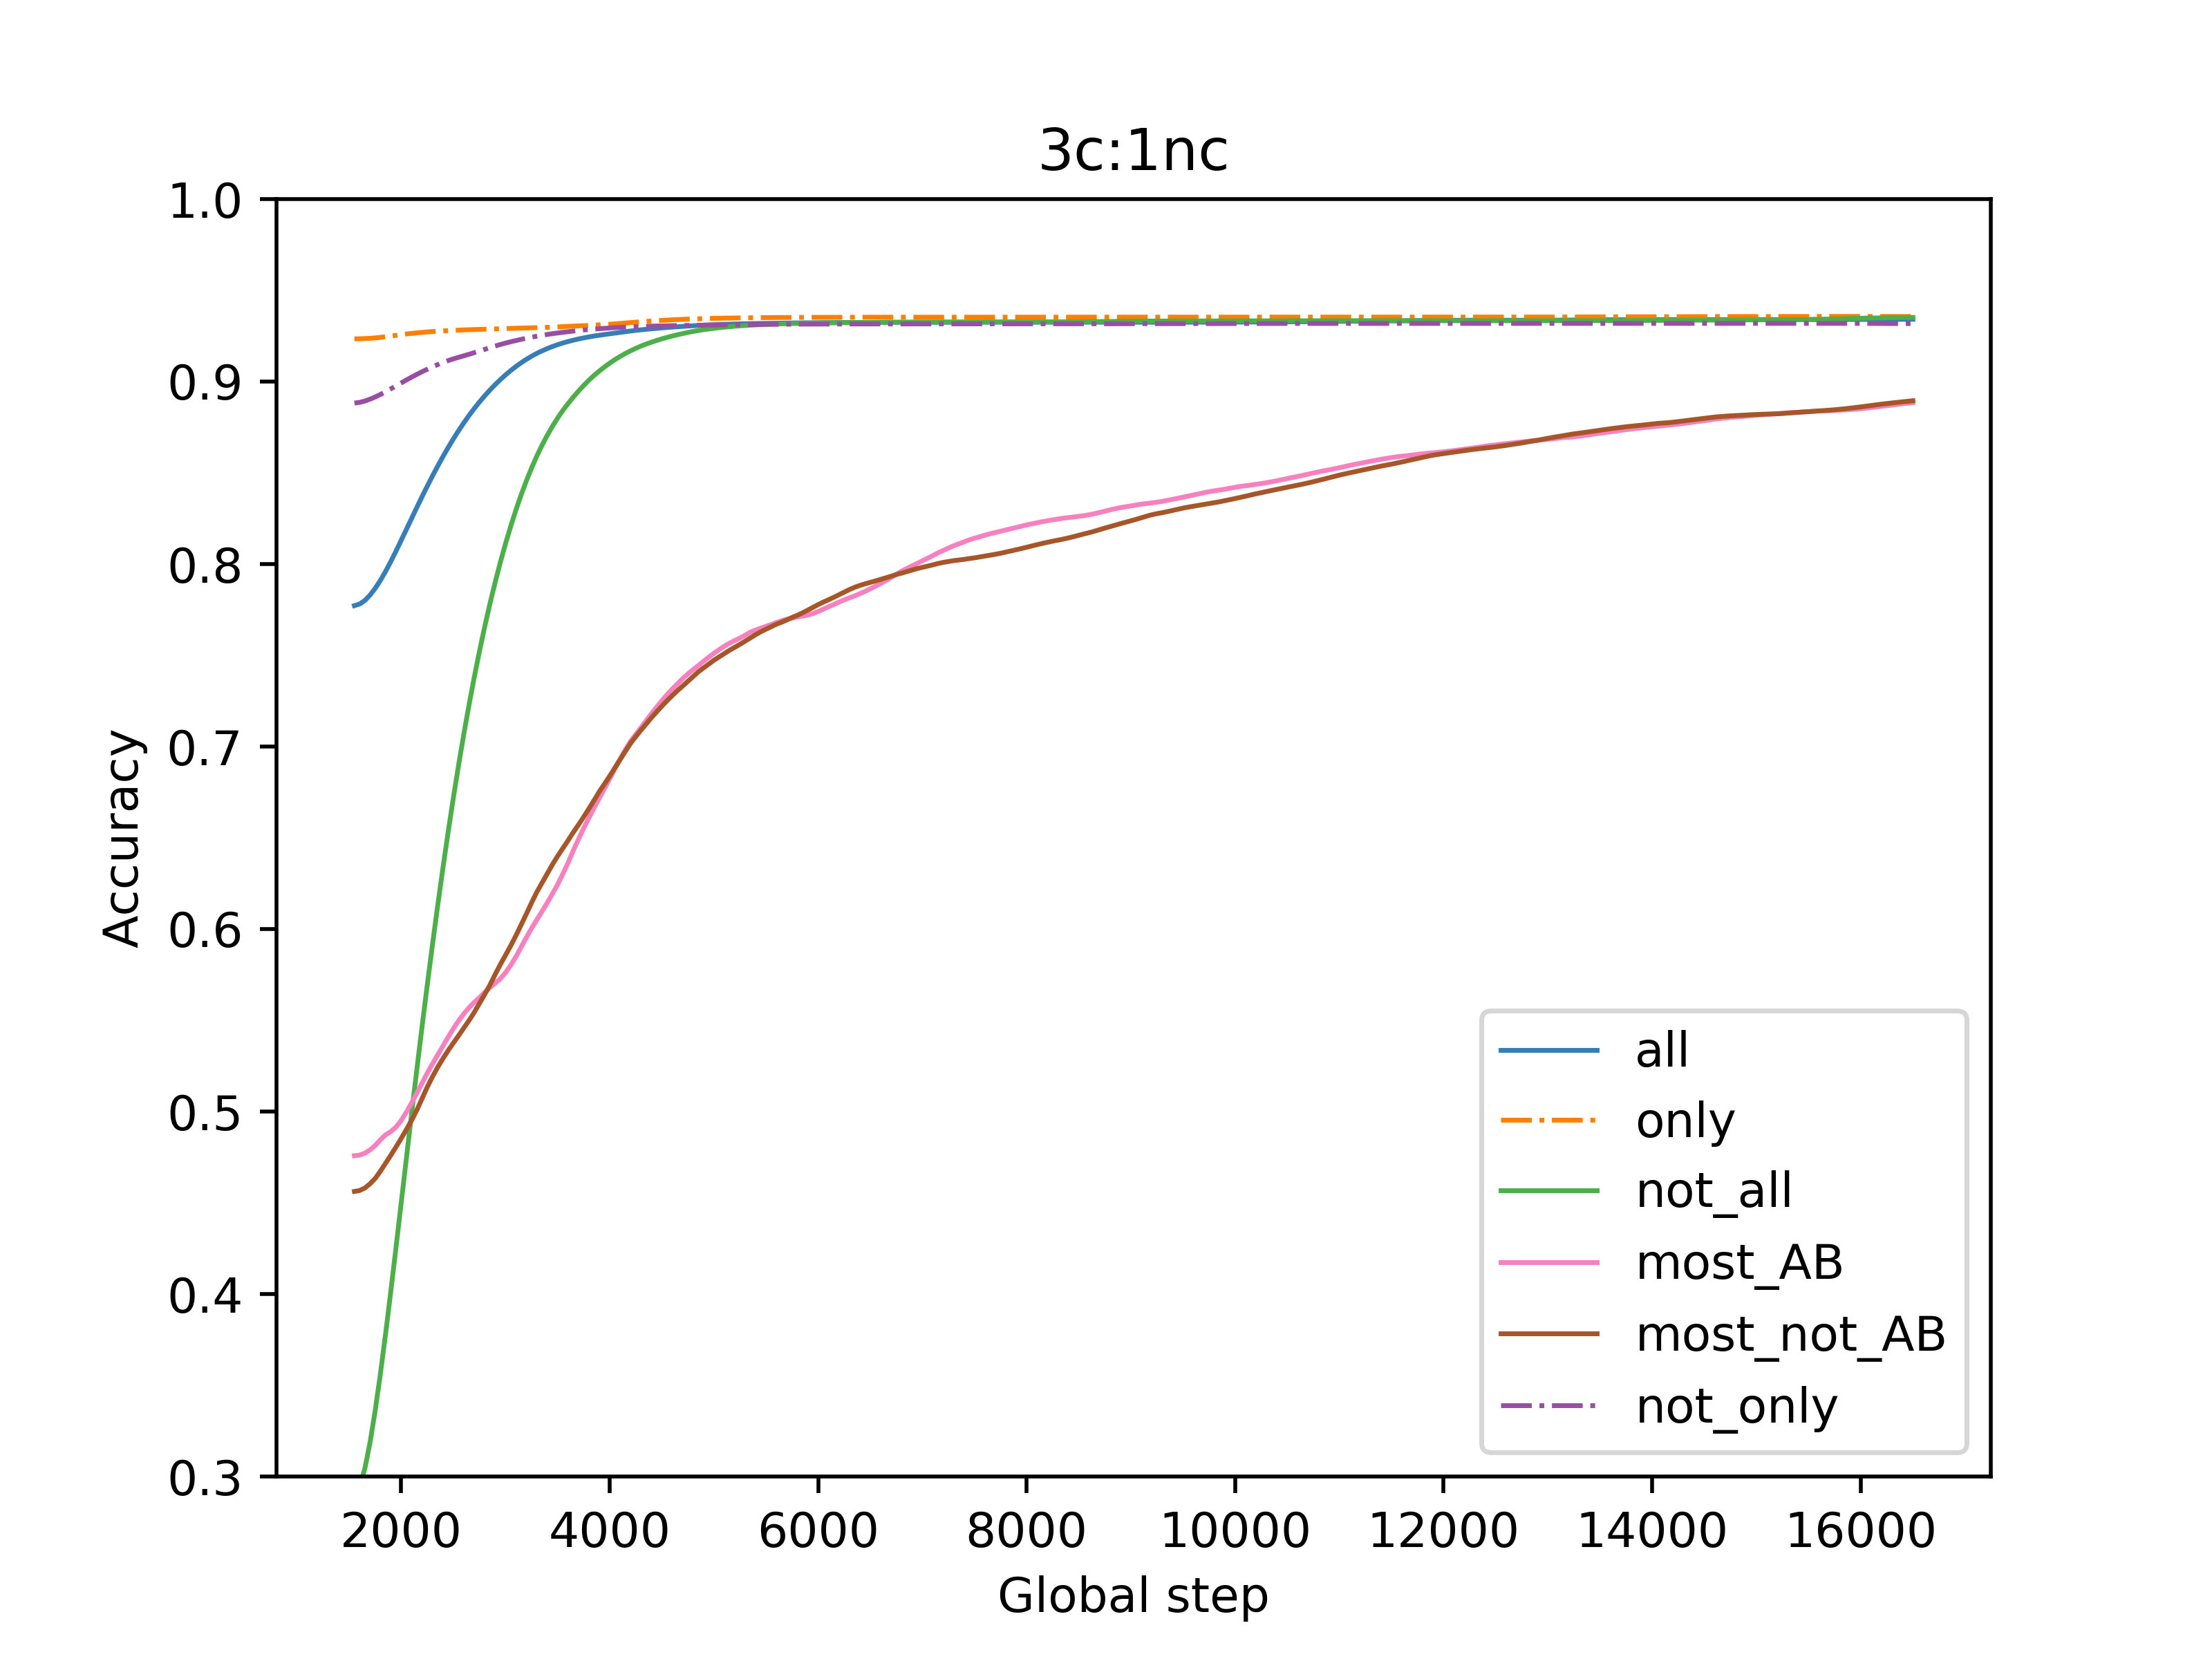 3c:1nc
1.0
0.9
0.8
0.7
0.6
0.5
0.4
0.3
Accuracy
all
only
not_all
most_AB
most_not_AB
not_only
2000 4000 6000 8000 10000 12000 14000 16000
Global step